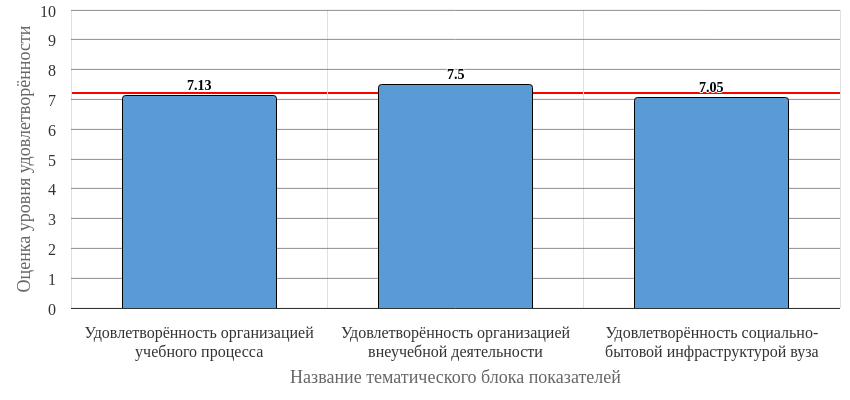 Оценка уровня удовлетворённости
10
9
8
7
6
5
4
3
2
1
0
7.13
7.5
7.05
Удовлетворённость организацией
учебного процесса
Удовлетворённость организацией
внеучебной деятельности
Удовлетворённость социально-
бытовой инфраструктурой вуза
Название тематического блока показателей